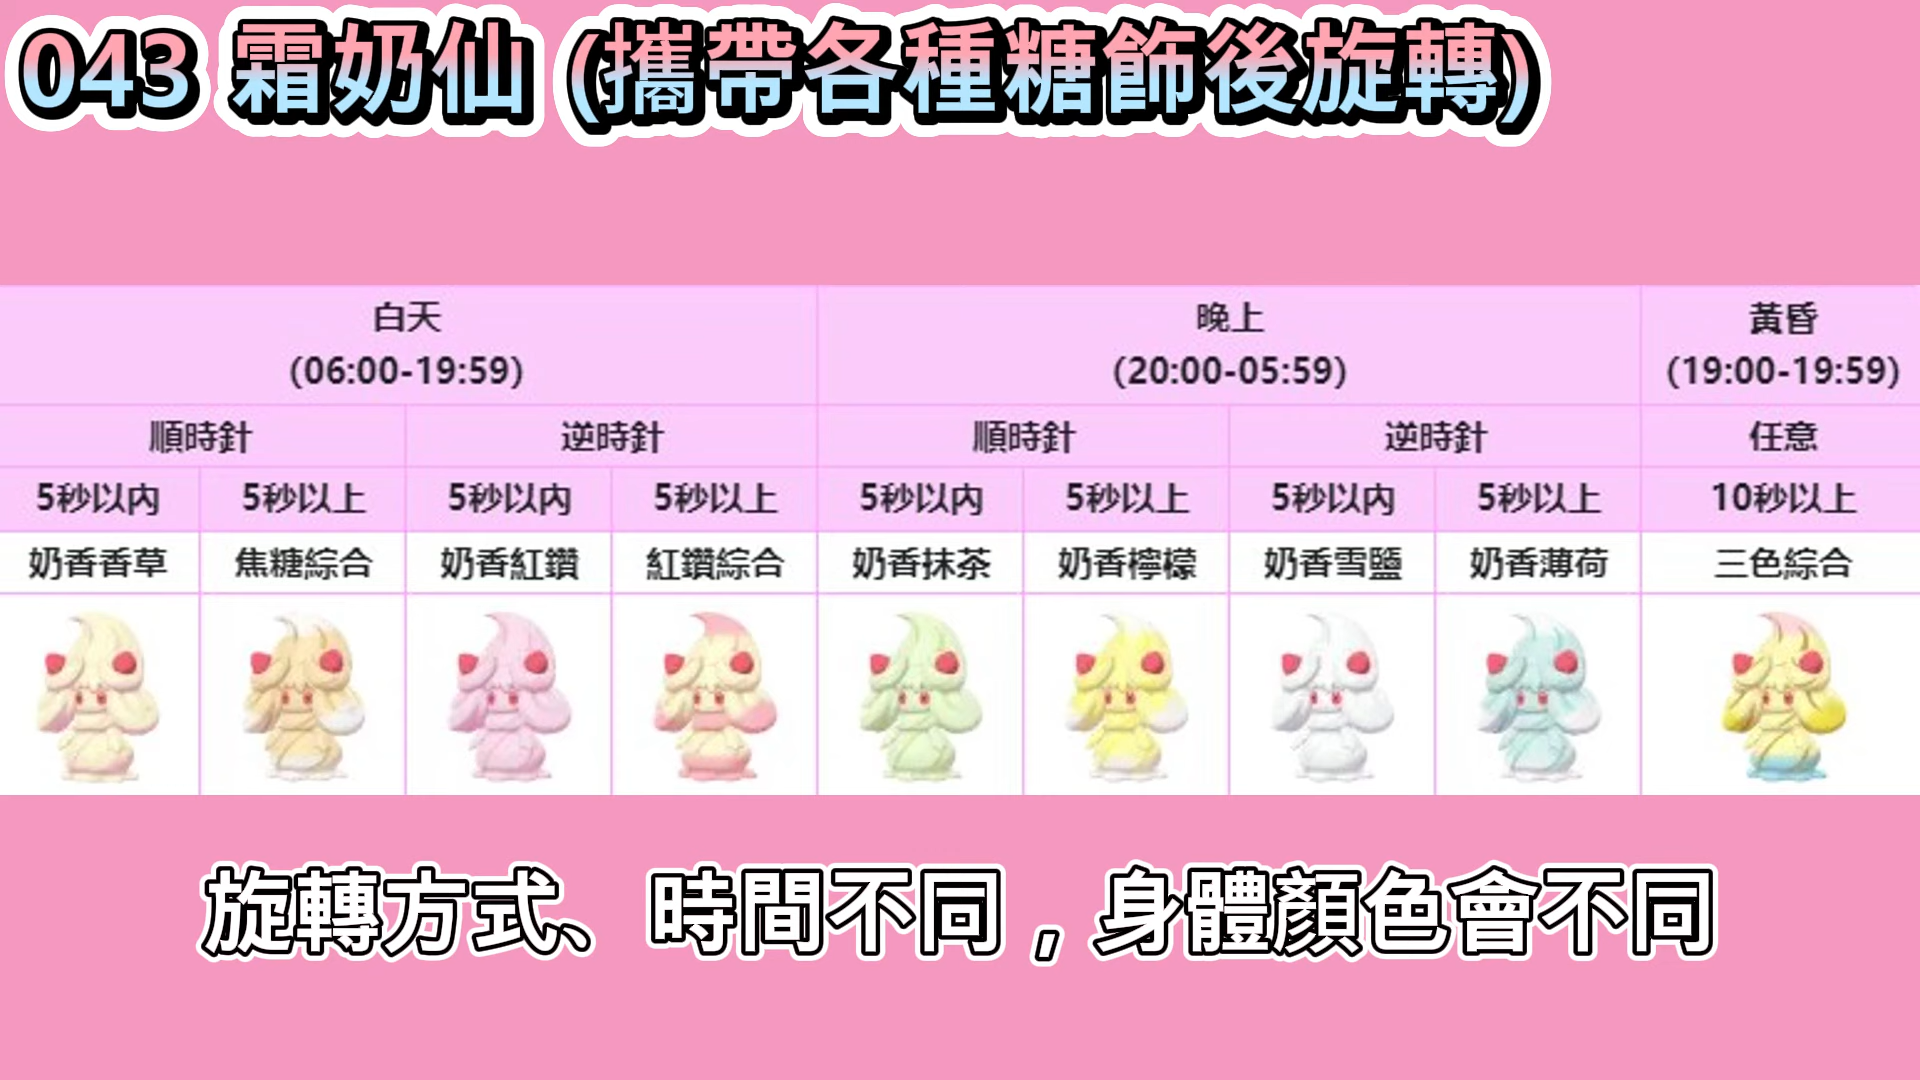 043 霜奶仙 (攜帶各種糖飾後旋轉)
白天 晚上 黃昏
(06:00-19:59) (20:00-05:59) (19:00-19:59)
順時針 逆時針 順時針 逆時針 任意
5秒以內 5秒以上 5秒以內 5秒以上 5秒以內 5秒以上 5秒以內 5秒以上 10秒以上
奶香香草 焦糖綜合 奶香紅鑽 紅鑽綜合 奶香抹茶 奶香檸檬 奶香雪鹽 奶香薄荷 三色綜合
旋轉方式、時間不同，身體顏色會不同